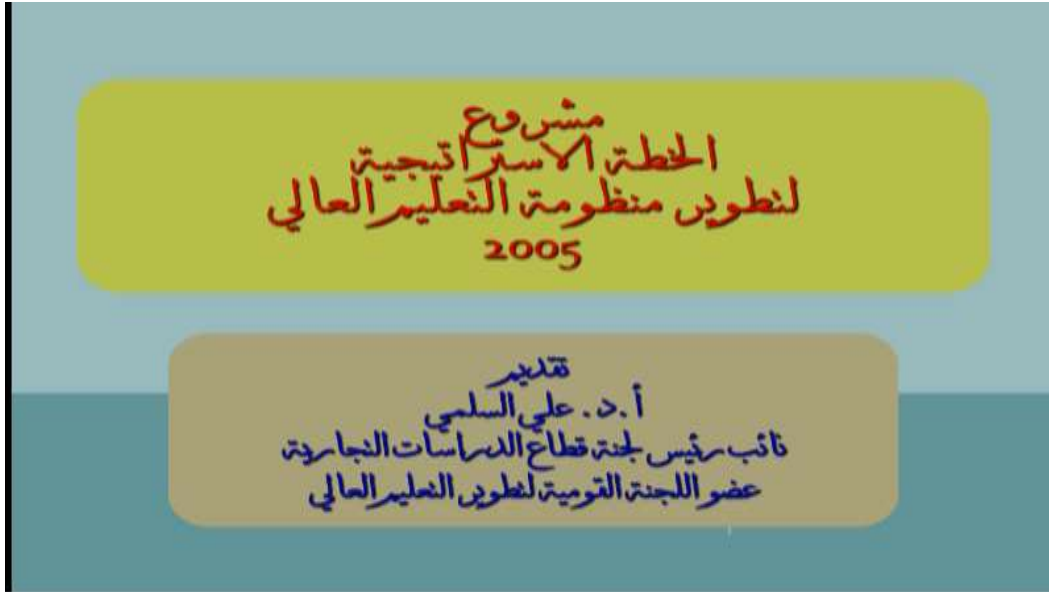 مشروع
الخطة الاستراتيجية
لتطوير منظومة التعليم العالي
2005
تقديم
أ.د. علي السلمي
نائب رئيس لجنة قطاع الدراسات التجارية
عضو اللجنة القومية لتطوير التعليم العالي